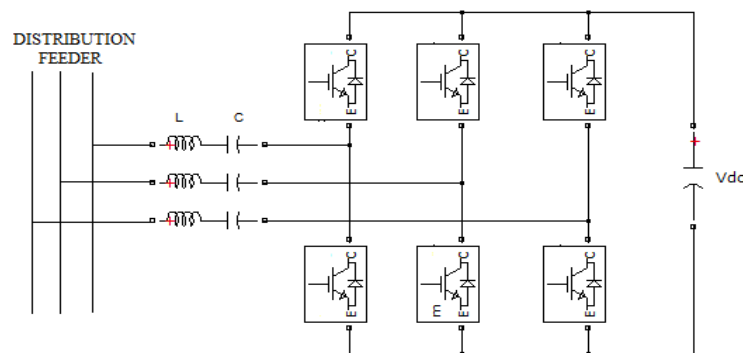 DISTRIBUTION
FEEDER
L C
C C C
E E E
Vdc
C C C
E E E
E